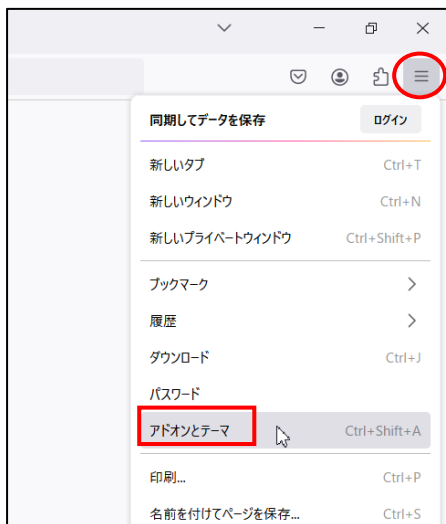 同期してデータを保存 ログイン
新しいタブ Ctrl+T
新しいウィンドウ Ctrl+N
新しいプライベートウィンドウ Ctrl+Shift+P
ブックマーク
履歴
ダウンロード Ctrl+J
パスワード
アドオンとテーマ Ctrl+Shift+A
印刷... Ctrl+P
名前を付けてページを保存... Ctrl+S